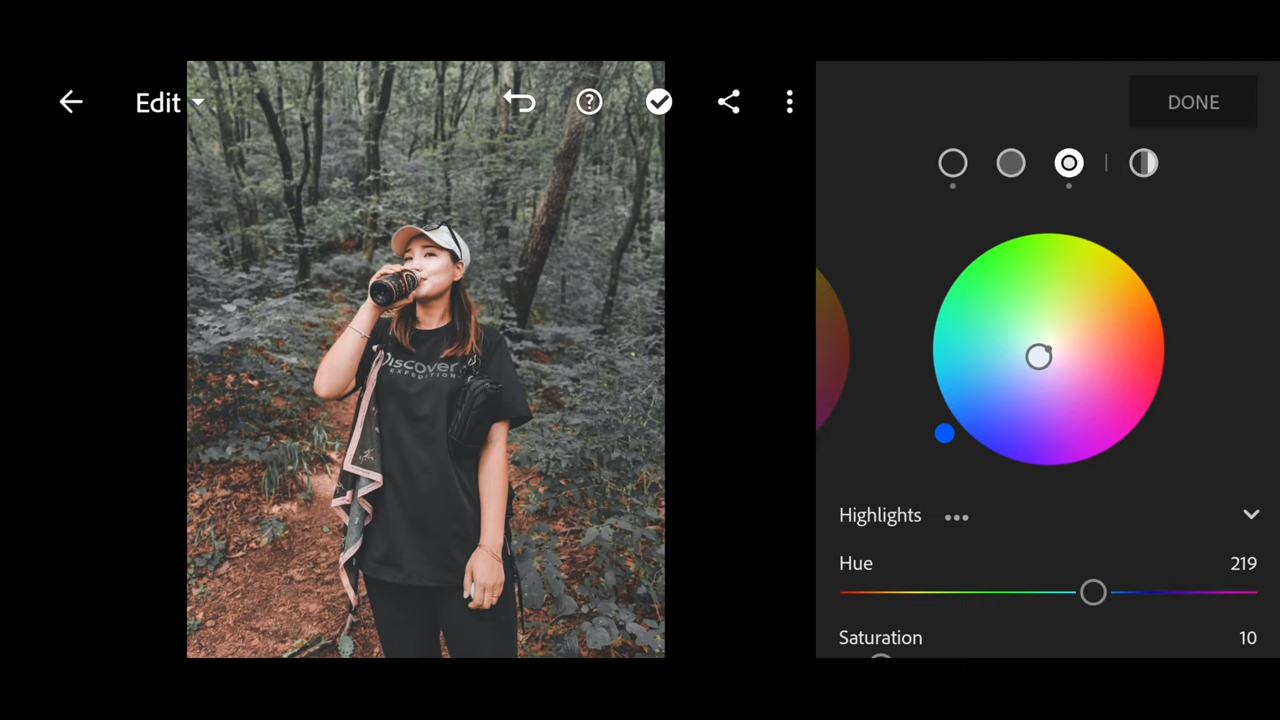 Edit
DONE
Discovery
EXPEDITION
Highlights
Hue 219
Saturation 10